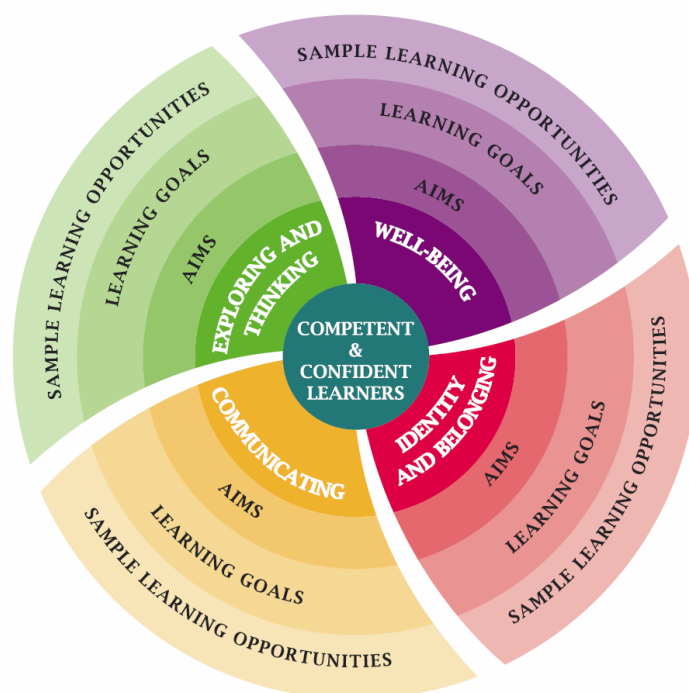 SAMPLE LEARNING OPPORTUNITIES
LEARNING GOALS
AIMS
WELL-BEING
SAMPLE LEARNING OPPORTUNITIES
LEARNING GOALS
AIMS
EXPLORING AND
THINKING
COMPETENT
&
CONFIDENT
LEARNERS
IDENTITY
AND BELONGING
AIMS
LEARNING GOALS
SAMPLE LEARNING OPPORTUNITIES
COMMUNICATING
AIMS
LEARNING GOALS
SAMPLE LEARNING OPPORTUNITIES